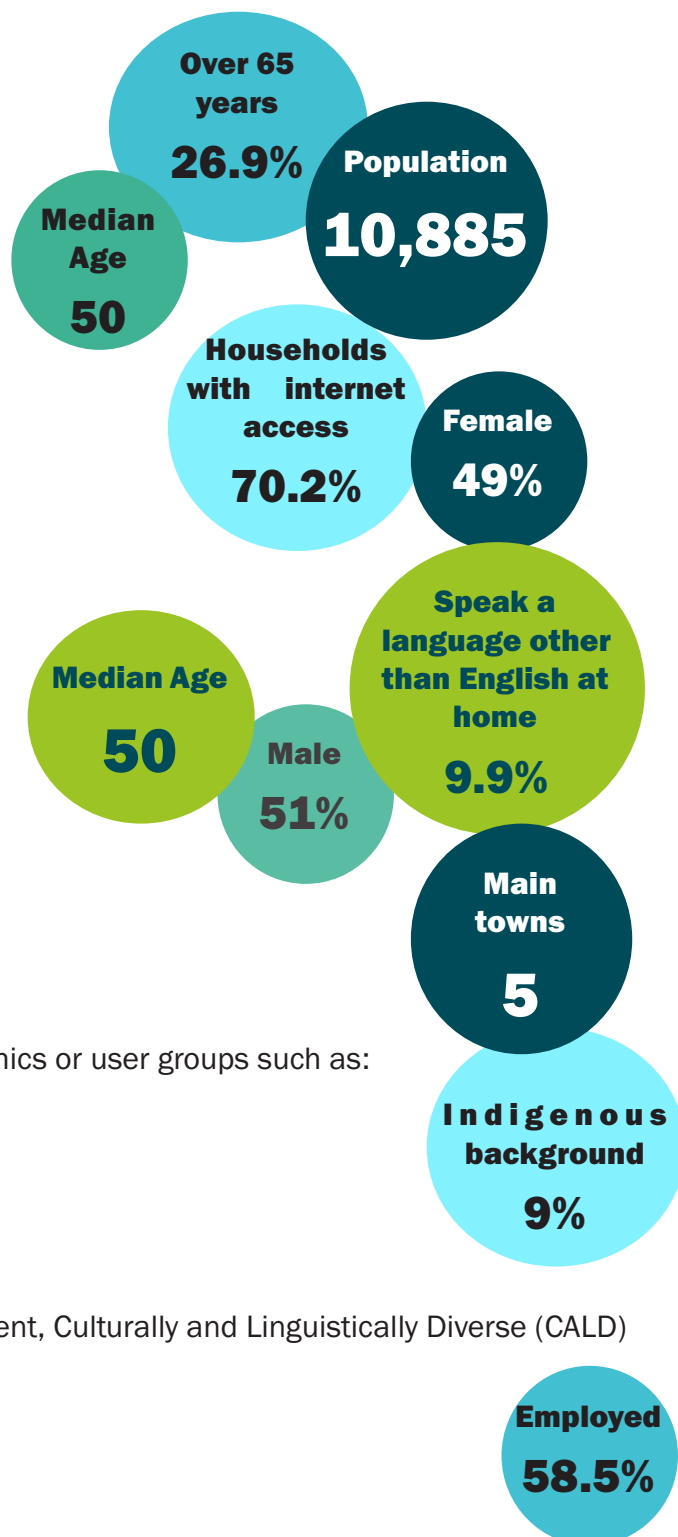 Over 65
years
26.9%
Population
10,885
Median
Age
50
Households
with internet
access
70.2%
Female
49%
Speak a
language other
than English at
home
9.9%
Median Age
50
Male
51%
Main
towns
5
nics or user groups such as:
Indigenous
background
9%
ent, Culturally and Linguistically Diverse (CALD)
Employed
58.5%